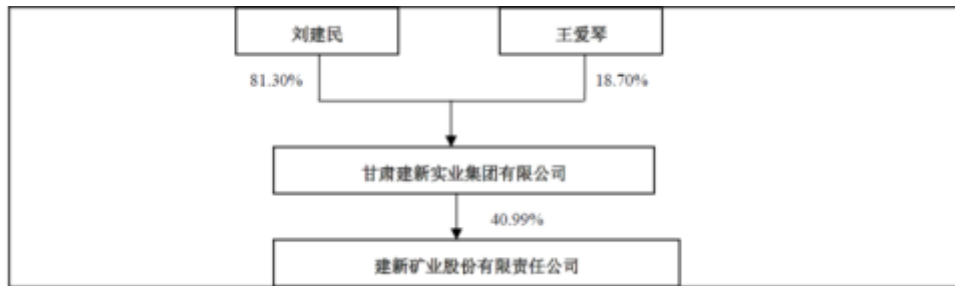 刘建民
王爱琴
81.30%
18.70%
甘肃建新实业集团有限公司
40.99%
建新矿业股份有限责任公司